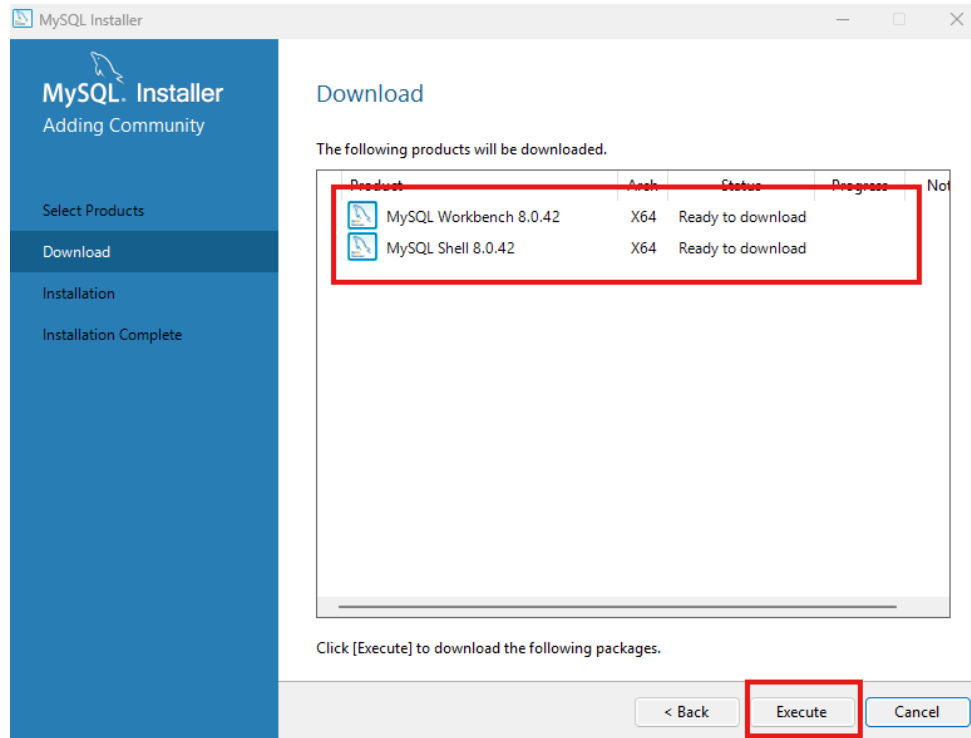 MySQL Installer
MySQL. Installer
Adding Community
Select Products
Download
Installation
Installation Complete
Download
The following products will be downloaded.
Product Arch Status Progress Not
MySQL Workbench 8.0.42 X64 Ready to download
MySQL Shell 8.0.42 X64 Ready to download
Click [Execute] to download the following packages.
< Back Execute Cancel